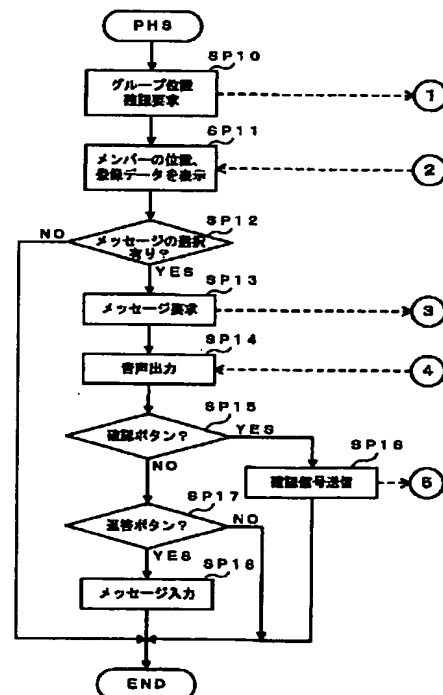 PHS
SP10
グループ位置
確認要求
1
SP11
メンバーの位置、
登録データを表示
2
SP12
メッセージの選択
有り?
NO
YES
SP13
メッセージ要求
3
SP14
音声出力
4
SP15
確認ボタン?
YES
NO
SP16
確認信号送信
5
SP17
返答ボタン?
NO
YES
SP18
メッセージ入力
END